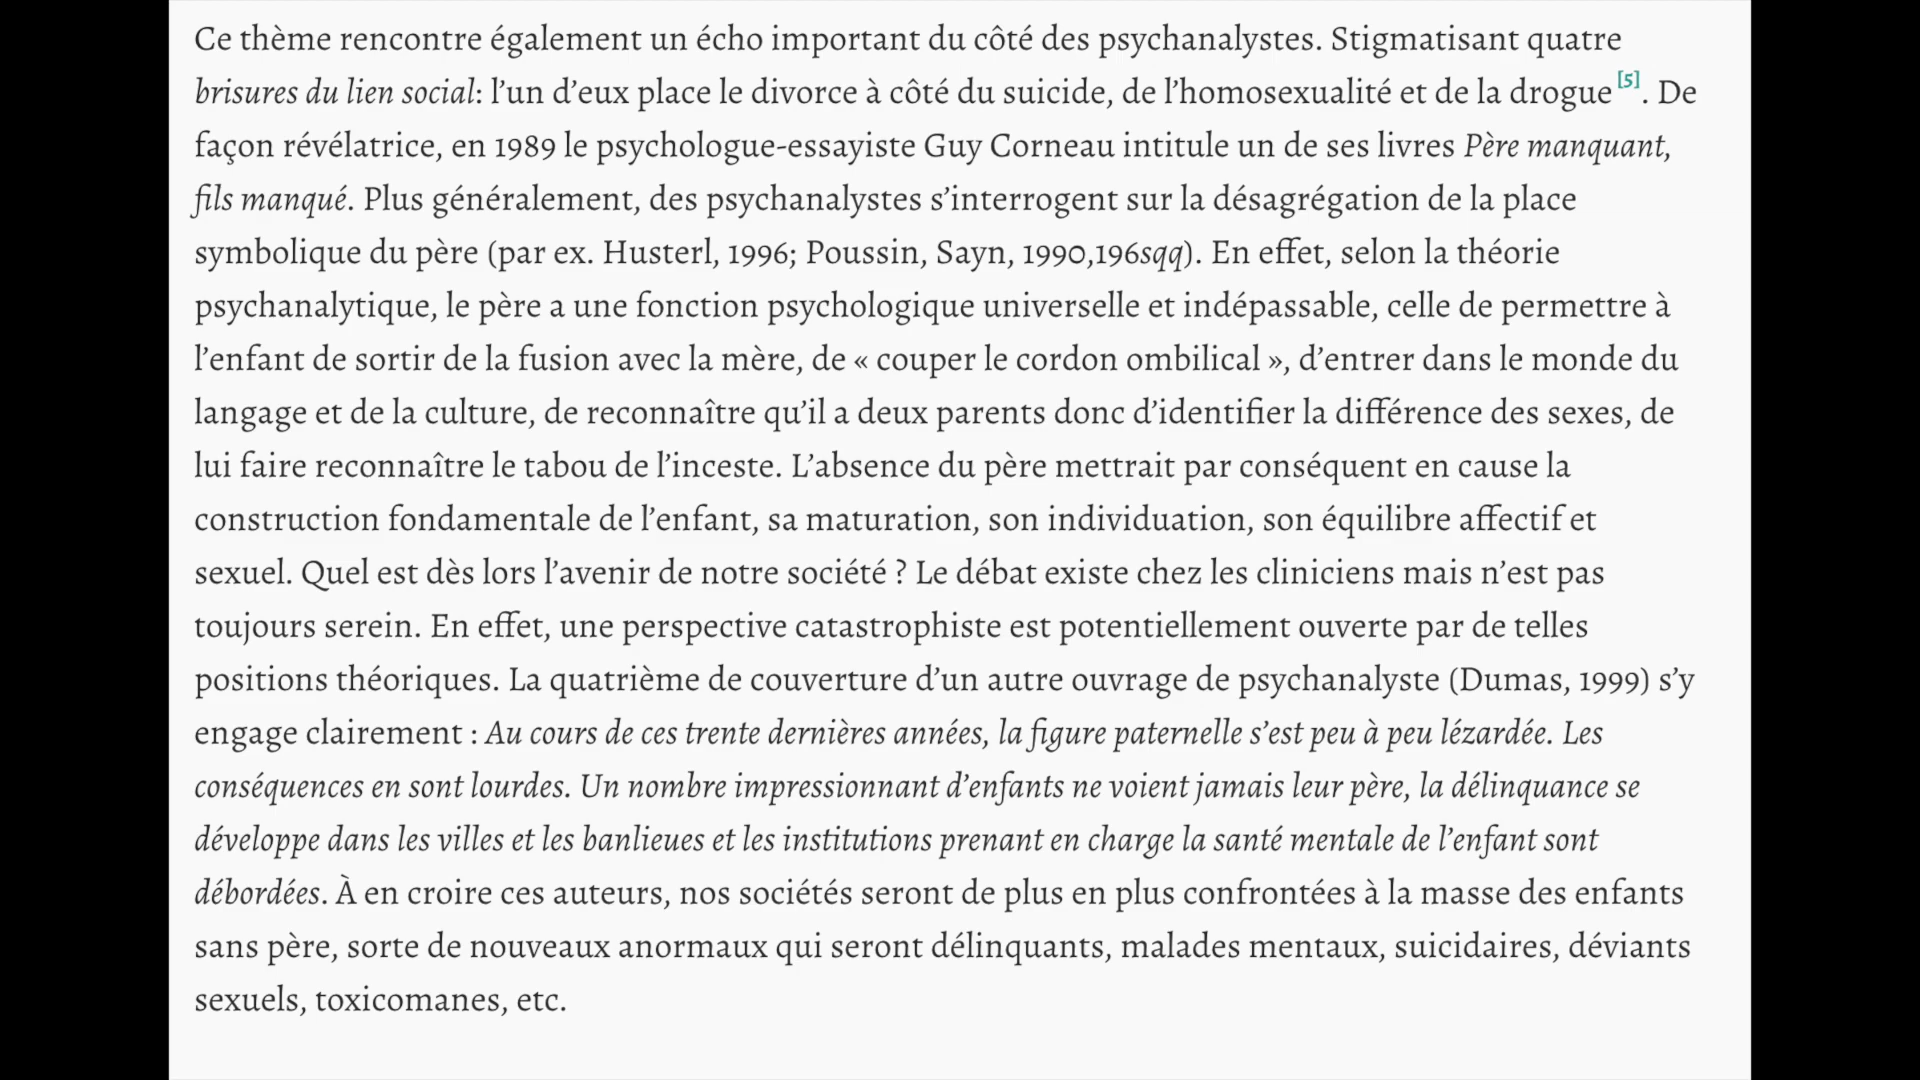 Ce thème rencontre également un écho important du côté des psychanalystes. Stigmatisant quatre
brisures du lien social: l’un d’eux place le divorce à côté du suicide, de l’homosexualité et de la drogue[5]. De
façon révélatrice, en 1989 le psychologue-essayiste Guy Corneau intitule un de ses livres Père manquant,
fils manqué. Plus généralement, des psychanalystes s’interrogent sur la désagrégation de la place
symbolique du père (par ex. Husterl, 1996; Poussin, Sayn, 1990,196sqq). En effet, selon la théorie
psychanalytique, le père a une fonction psychologique universelle et indépassable, celle de permettre à
l’enfant de sortir de la fusion avec la mère, de « couper le cordon ombilical », d’entrer dans le monde du
langage et de la culture, de reconnaître qu’il a deux parents donc d’identifier la différence des sexes, de
lui faire reconnaître le tabou de l’inceste. L’absence du père mettrait par conséquent en cause la
construction fondamentale de l’enfant, sa maturation, son individuation, son équilibre affectif et
sexuel. Quel est dès lors l’avenir de notre société ? Le débat existe chez les cliniciens mais n’est pas
toujours serein. En effet, une perspective catastrophiste est potentiellement ouverte par de telles
positions théoriques. La quatrième de couverture d’un autre ouvrage de psychanalyste (Dumas, 1999) s’y
engage clairement : Au cours de ces trente dernières années, la figure paternelle s’est peu à peu lézardée. Les
conséquences en sont lourdes. Un nombre impressionnant d’enfants ne voient jamais leur père, la délinquance se
développe dans les villes et les banlieues et les institutions prenant en charge la santé mentale de l’enfant sont
débordées. À en croire ces auteurs, nos sociétés seront de plus en plus confrontées à la masse des enfants
sans père, sorte de nouveaux anormaux qui seront délinquants, malades mentaux, suicidaires, déviants
sexuels, toxicomanes, etc.